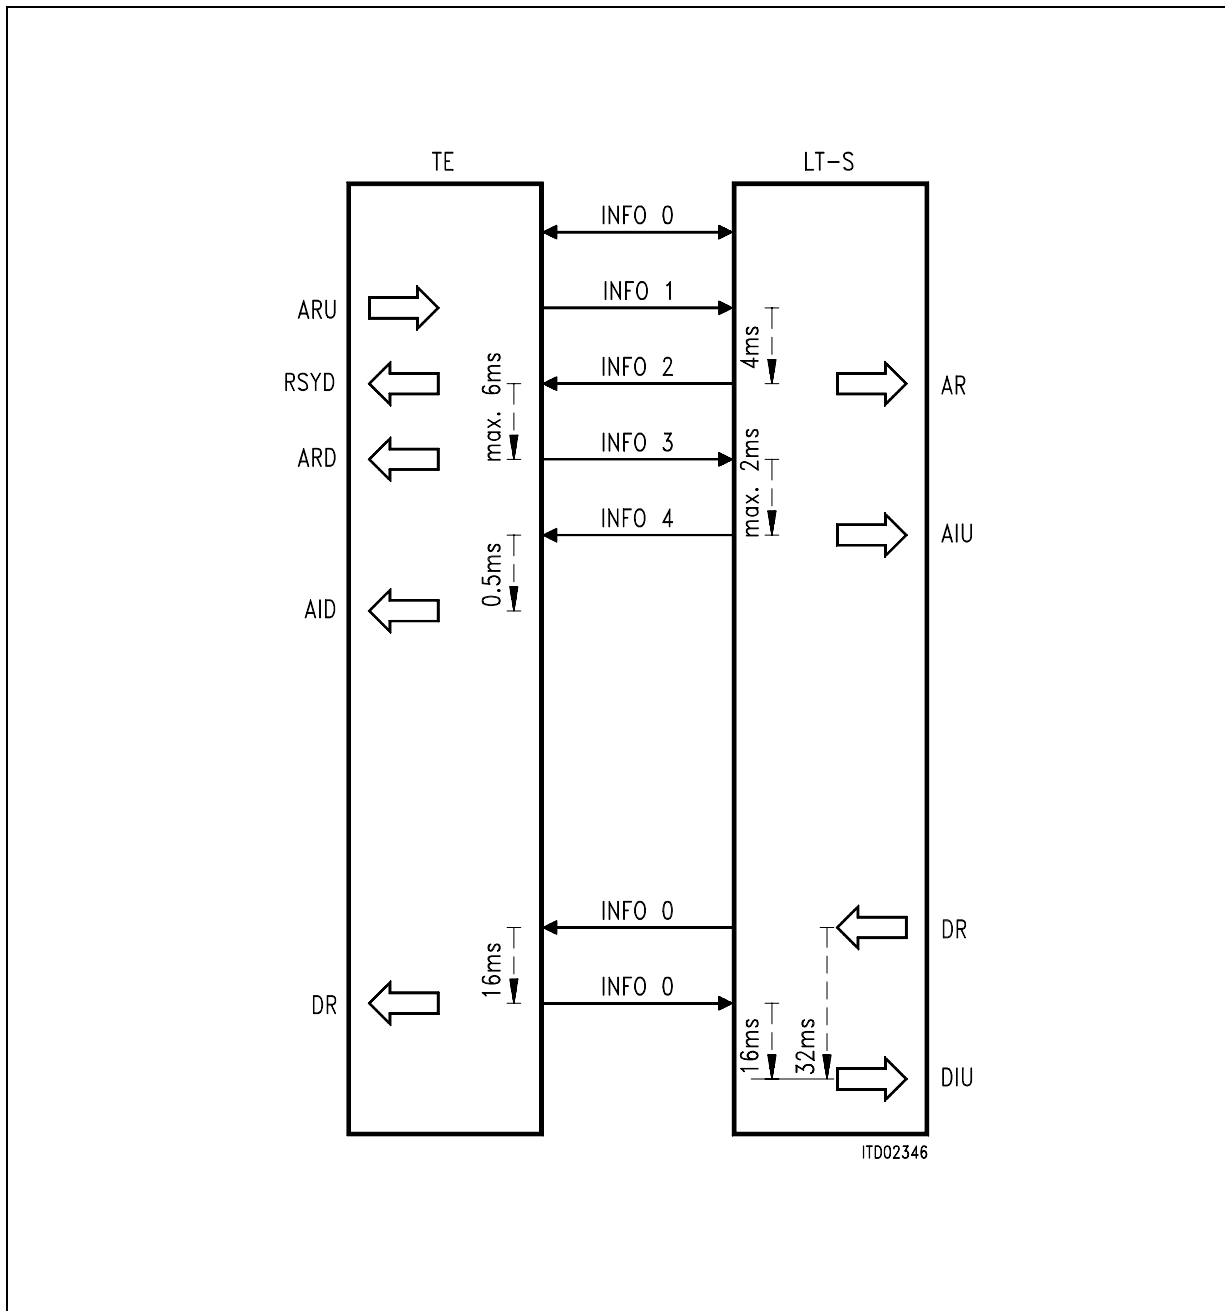 TE
LT-S
INFO 0
INFO 1
ARU
4ms
INFO 2
RSYD
max. 6ms
AR
INFO 3
ARD
max. 2ms
INFO 4
AIU
0.5ms
AID
INFO 0
DR
16ms
INFO 0
DR
16ms
32ms
DIU
ITD02346